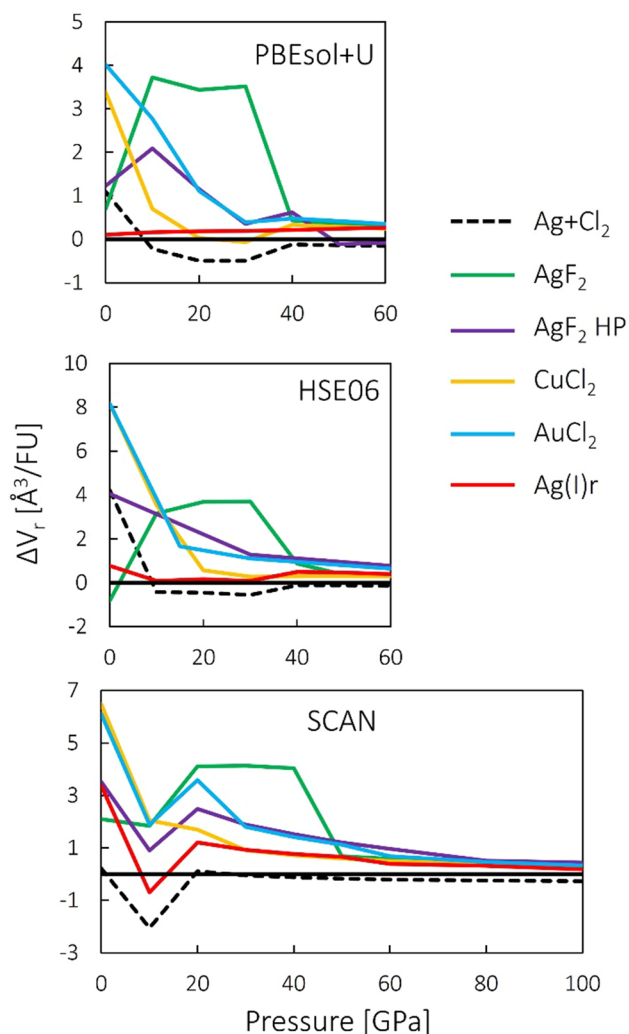 5
PBEsol+U
4
3
2
1
0
-1
0 20 40 60
Ag+Cl₂
AgF₂
AgF₂ HP
CuCl₂
AuCl₂
Ag(I)r
10
HSE06
8
6
4
2
0
-2
0 20 40 60
ΔVᵣ [Å³/FU]
7
SCAN
5
3
1
-1
-3
0 20 40 60 80 100
Pressure [GPa]